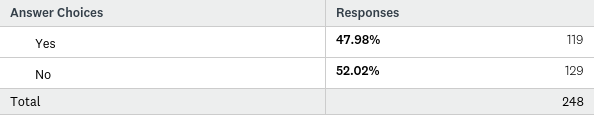 Answer Choices Responses
Yes 47.98% 119
No 52.02% 129
Total 248